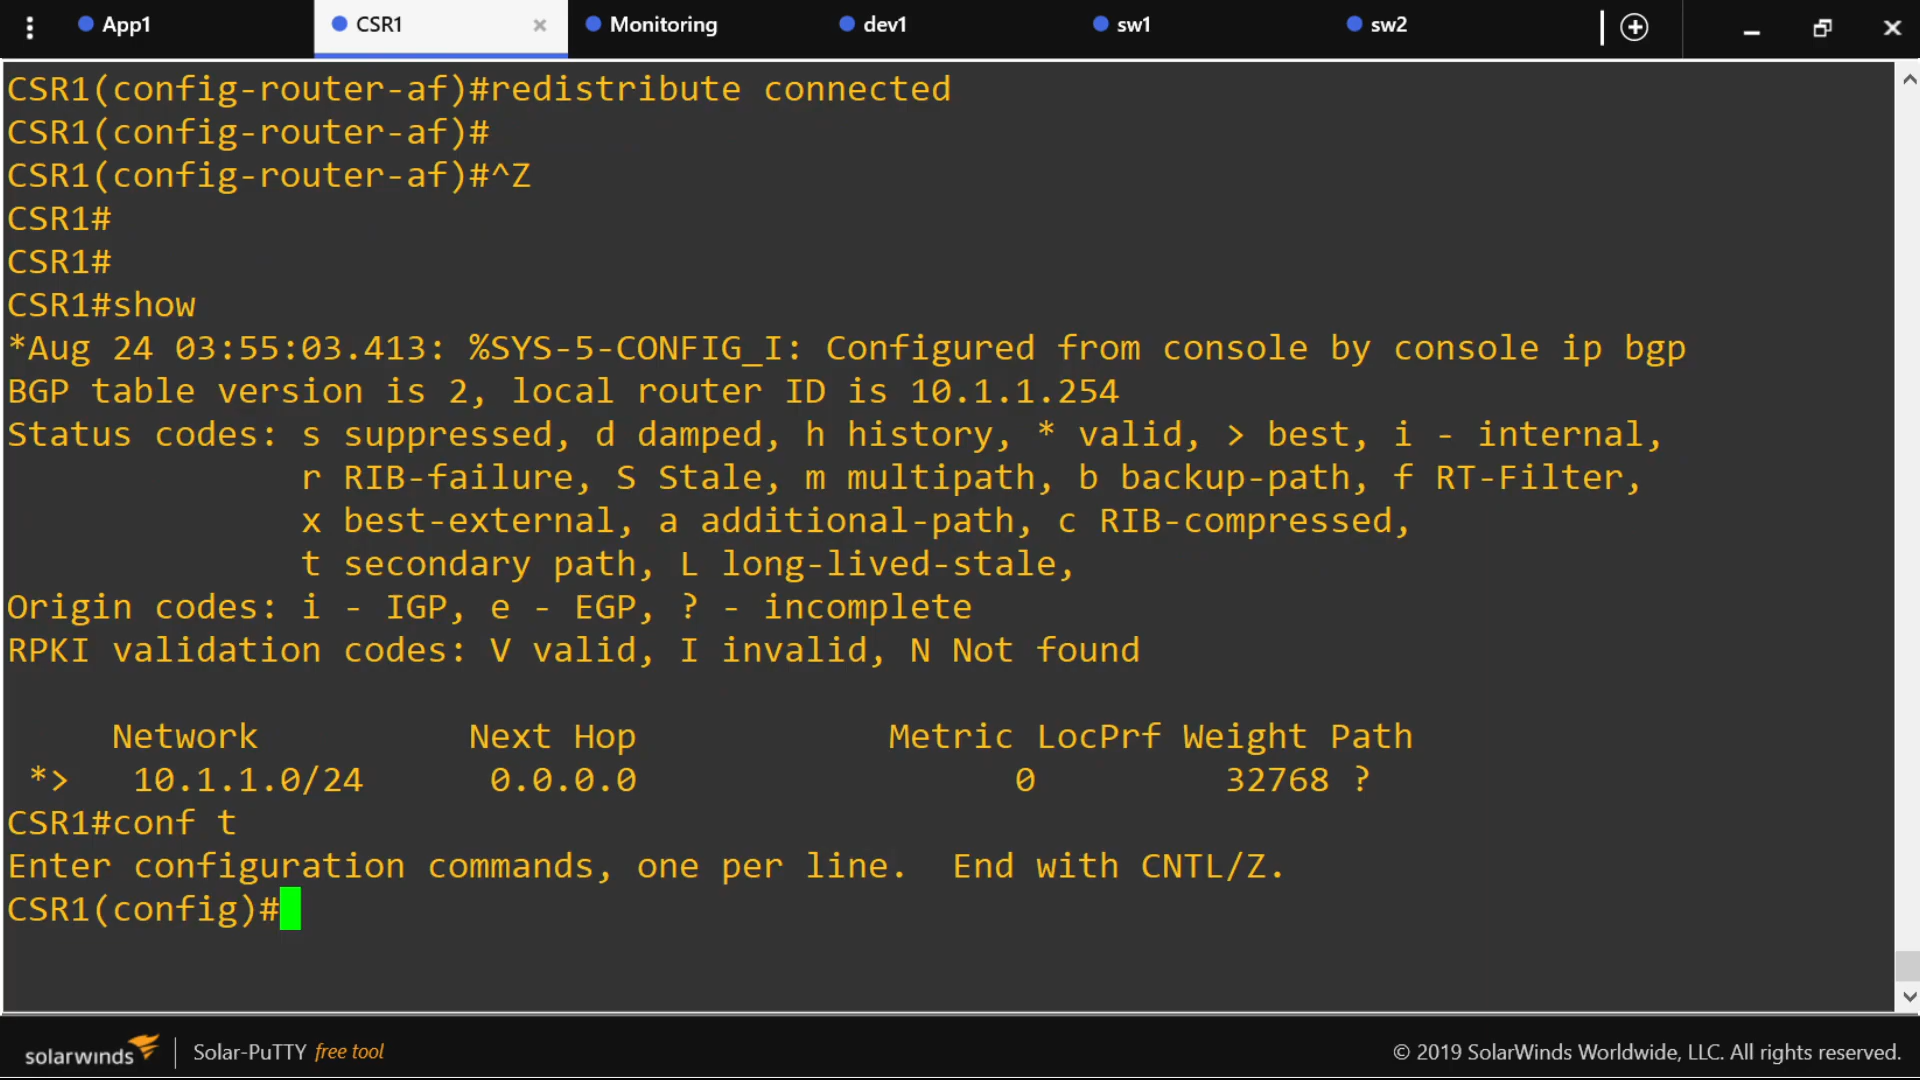 App1
CSR1
Monitoring
dev1
sw1
sw2
CSR1(config-router-af)#redistribute connected
CSR1(config-router-af)#
CSR1(config-router-af)#^Z
CSR1#
CSR1#
CSR1#show
*Aug 24 03:55:03.413: %SYS-5-CONFIG_I: Configured from console by console ip bgp
BGP table version is 2, local router ID is 10.1.1.254
Status codes: s suppressed, d damped, h history, * valid, > best, i - internal,
r RIB-failure, S Stale, m multipath, b backup-path, f RT-Filter,
x best-external, a additional-path, c RIB-compressed,
t secondary path, L long-lived-stale,
Origin codes: i - IGP, e - EGP, ? - incomplete
RPKI validation codes: V valid, I invalid, N Not found
Network Next Hop Metric LocPrf Weight Path
*> 10.1.1.0/24 0.0.0.0 0 32768 ?
CSR1#conf t
Enter configuration commands, one per line.  End with CNTL/Z.
CSR1(config)#
solarwinds Solar-PuTTY free tool © 2019 SolarWinds Worldwide, LLC. All rights reserved.